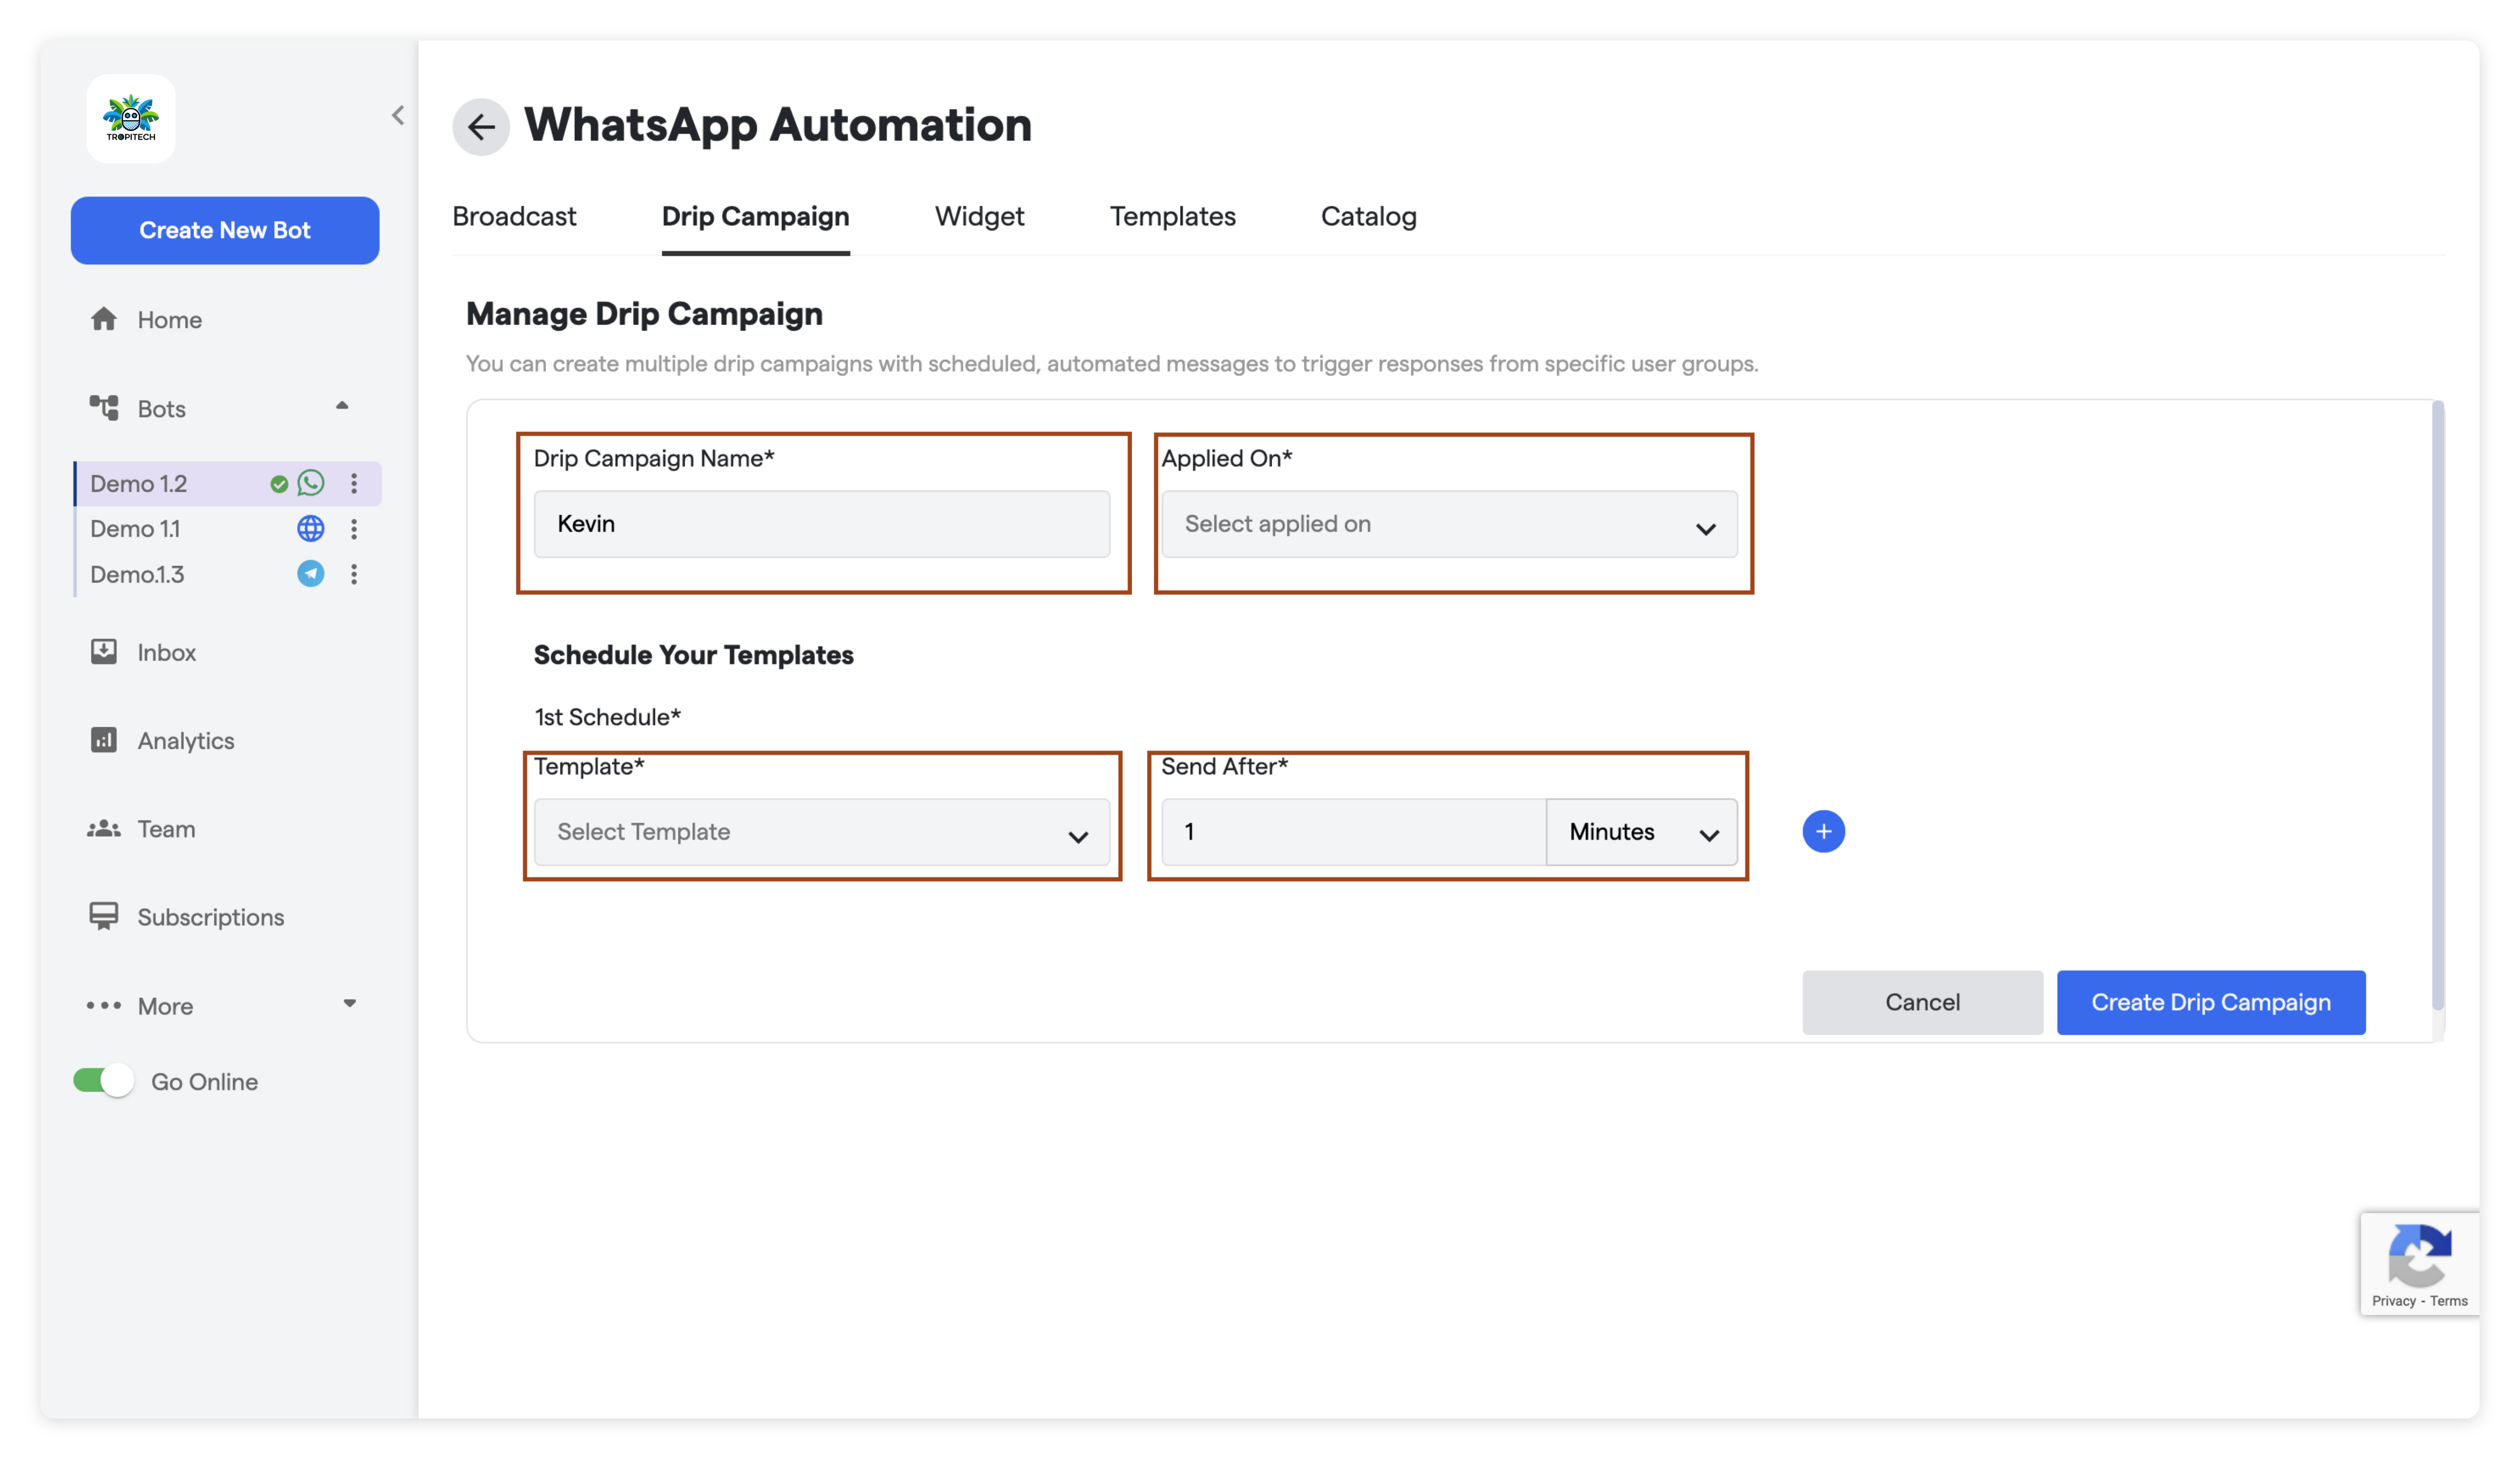 TROPITECH
Create New Bot
Home
Bots
Demo 1.2
Demo 1.1
Demo.1.3
Inbox
Analytics
Team
Subscriptions
More
Go Online
WhatsApp Automation
Broadcast Drip Campaign Widget Templates Catalog
Manage Drip Campaign
You can create multiple drip campaigns with scheduled, automated messages to trigger responses from specific user groups.
Drip Campaign Name* Applied On*
Kevin Select applied on
Schedule Your Templates
1st Schedule*
Template* Send After*
Select Template 1 Minutes
Cancel Create Drip Campaign
Privacy - Terms